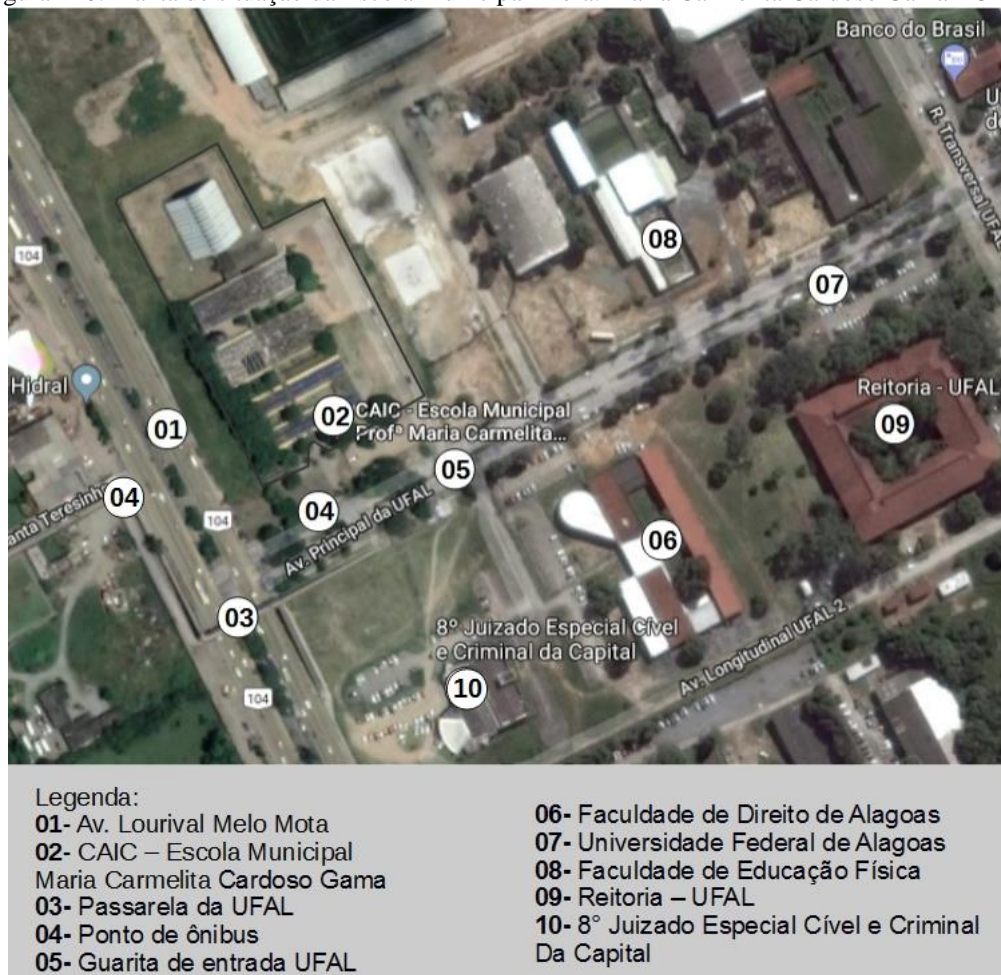 Banco do Brasil
R. Transversal UFA
104
08
07
Hidral
Reitoria - UFAL
02
CAIC - Escola Municipal
Profª Maria Carmelita...
01
09
05
04
04
anta Teresinha
104
Av. Principal da UFAL
06
03
8º Juizado Especial Cível
e Criminal da Capital
Av. Longitudinal UFAL 2
10
104
Legenda:
01- Av. Lourival Melo Mota
02- CAIC – Escola Municipal
Maria Carmelita Cardoso Gama
03- Passarela da UFAL
04- Ponto de ônibus
05- Guarita de entrada UFAL
06- Faculdade de Direito de Alagoas
07- Universidade Federal de Alagoas
08- Faculdade de Educação Física
09- Reitoria – UFAL
10- 8° Juizado Especial Cível e Criminal
Da Capital